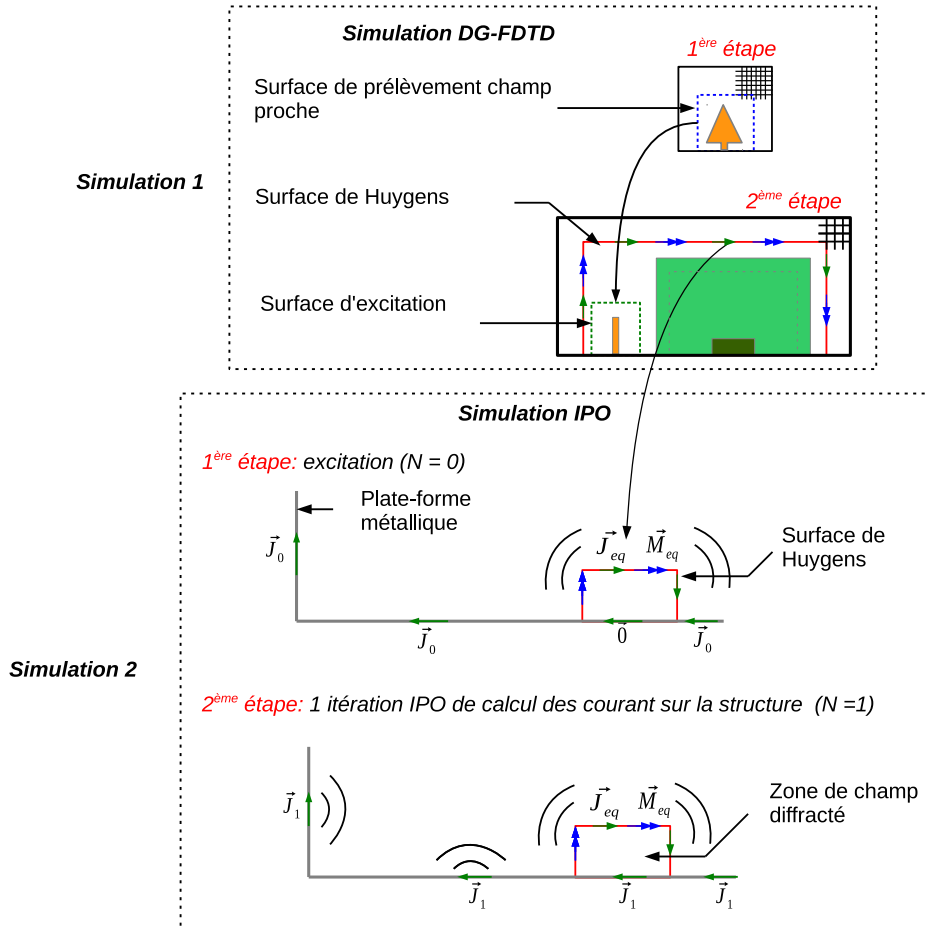 Simulation DG-FDTD
1ère étape
Surface de prélèvement champ
proche
Simulation 1
Surface de Huygens
2ème étape
Surface d'excitation
Simulation IPO
1ère étape: excitation (N = 0)
Plate-forme
métallique
J⃗0
J⃗eq M⃗eq
Surface de
Huygens
J⃗0 0⃗ J⃗0
Simulation 2
2ème étape: 1 itération IPO de calcul des courant sur la structure (N =1)
J⃗1
J⃗eq M⃗eq
Zone de champ
diffracté
J⃗1 J⃗1 J⃗1